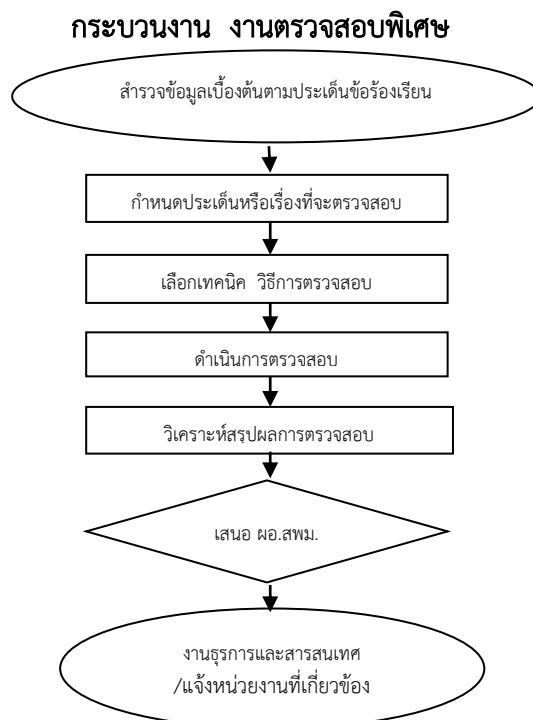 กระบวนงาน งานตรวจสอบพิเศษ
สำรวจข้อมูลเบื้องต้นตามประเด็นข้อร้องเรียน
กำหนดประเด็นหรือเรื่องที่จะตรวจสอบ
เลือกเทคนิค วิธีการตรวจสอบ
ดำเนินการตรวจสอบ
วิเคราะห์สรุปผลการตรวจสอบ
เสนอ ผอ.สพม.
งานธุรการและสารสนเทศ
/แจ้งหน่วยงานที่เกี่ยวข้อง